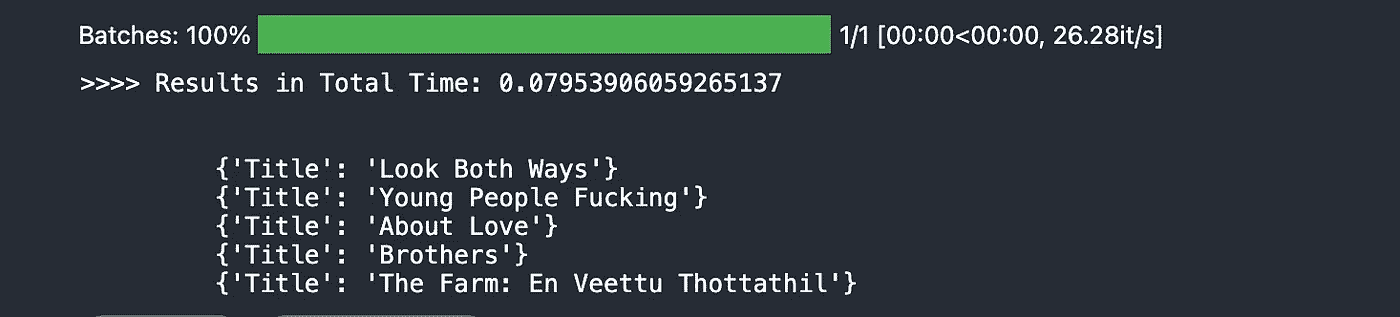 Batches: 100% 1/1 [00:00<00:00, 26.28it/s]
>>>> Results in Total Time: 0.07953906059265137
{'Title': 'Look Both Ways'}
{'Title': 'Young People Fucking'}
{'Title': 'About Love'}
{'Title': 'Brothers'}
{'Title': 'The Farm: En Veettu Thottathil'}